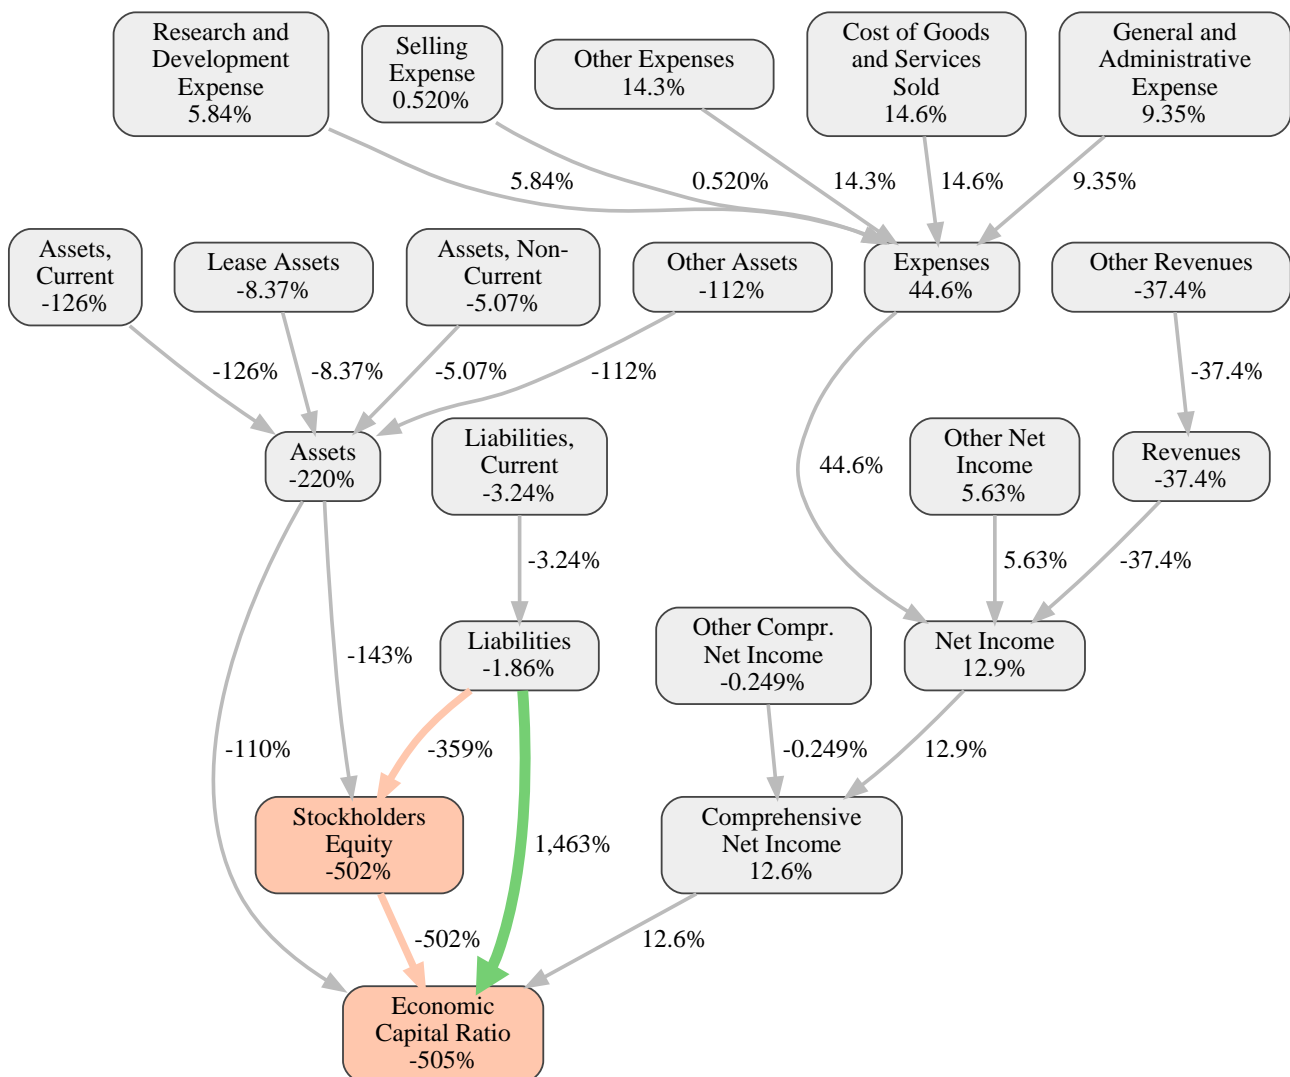 Research and
Development
Expense
5.84%
Selling
Expense
0.520%
Other Expenses
14.3%
Cost of Goods
and Services
Sold
14.6%
General and
Administrative
Expense
9.35%
5.84%
0.520%
14.3%
14.6%
9.35%
Assets,
Current
-126%
Lease Assets
-8.37%
Assets, Non-
Current
-5.07%
Other Assets
-112%
Expenses
44.6%
Other Revenues
-37.4%
-126%
-8.37%
-5.07%
-112%
-37.4%
Assets
-220%
Liabilities,
Current
-3.24%
44.6%
Other Net
Income
5.63%
Revenues
-37.4%
-3.24%
5.63%
-37.4%
-143%
Liabilities
-1.86%
Other Compr.
Net Income
-0.249%
Net Income
12.9%
-110%
-359%
-0.249%
12.9%
Stockholders
Equity
-502%
1,463%
Comprehensive
Net Income
12.6%
-502%
12.6%
Economic
Capital Ratio
-505%